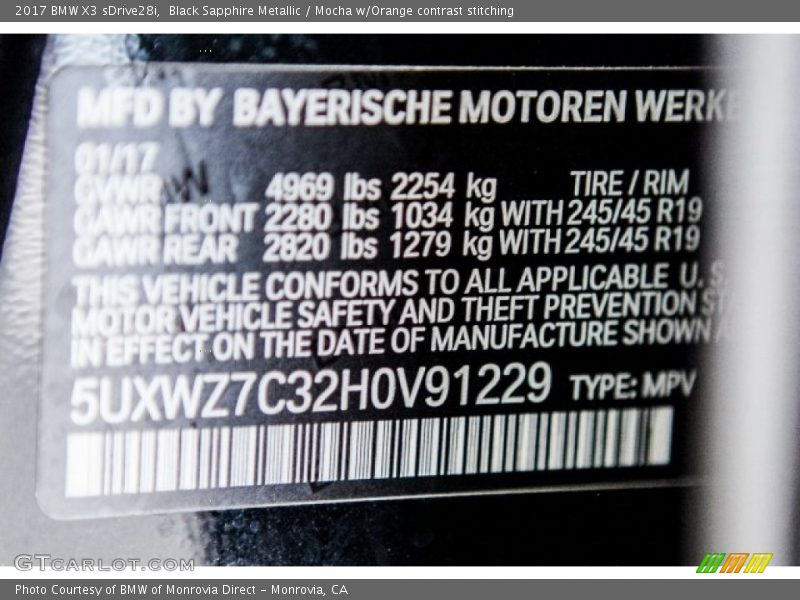 2017 BMW X3 sDrive28i, Black Sapphire Metallic / Mocha w/Orange contrast stitching
MFD BY BAYERISCHE MOTOREN WERKE
01/17
GVWR 4969 lbs 2254 kg TIRE / RIM
GAWR FRONT 2280 lbs 1034 kg WITH 245/45 R19
GAWR REAR 2820 lbs 1279 kg WITH 245/45 R19
THIS VEHICLE CONFORMS TO ALL APPLICABLE U.S
MOTOR VEHICLE SAFETY AND THEFT PREVENTION
IN EFFECT ON THE DATE OF MANUFACTURE SHOWN
5UXWZ7C32H0V91229 TYPE: MPV
GTCARLOT.COM
Photo Courtesy of BMW of Monrovia Direct - Monrovia, CA